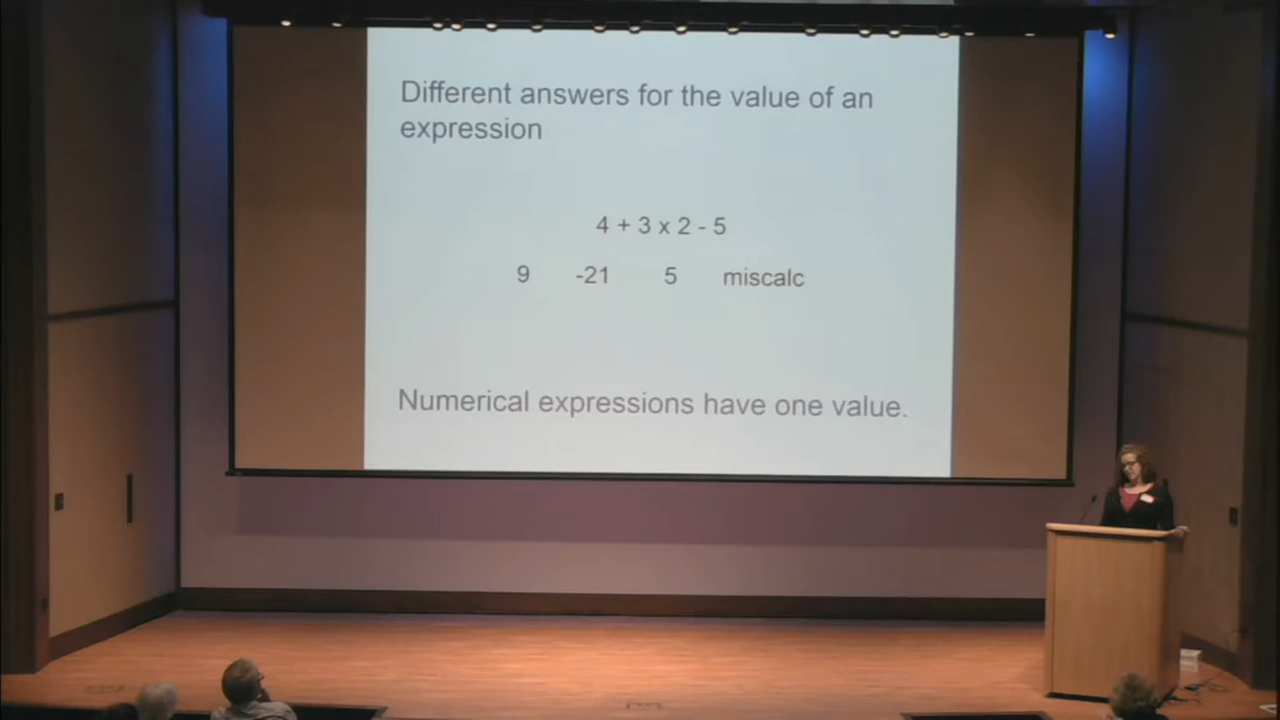 Different answers for the value of an
expression
4 + 3 x 2 - 5
9 -21 5 miscalc
Numerical expressions have one value.